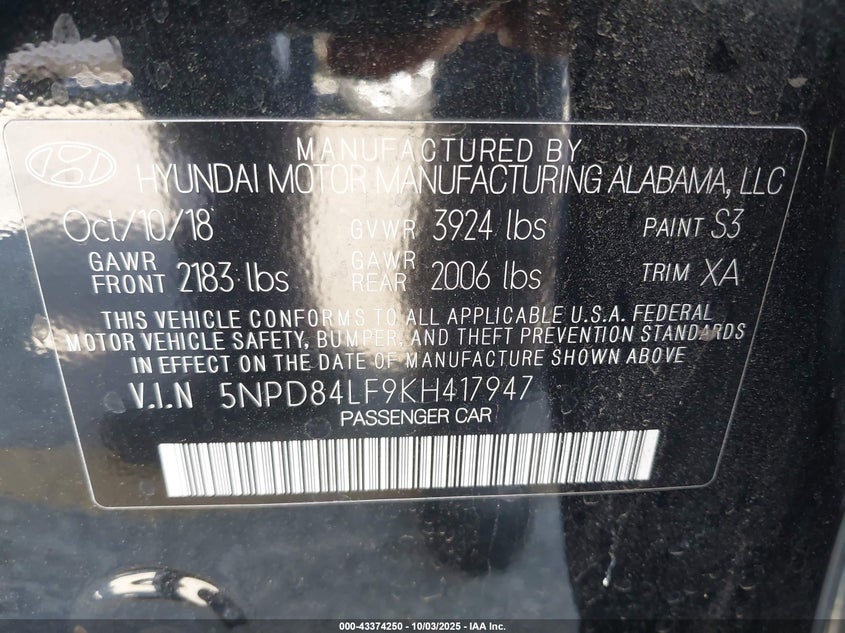 MANUFACTURED BY
HYUNDAI MOTOR MANUFACTURING ALABAMA, LLC
Oct/10/18 GVWR 3924 lbs PAINT S3
GAWR FRONT 2183 lbs GAWR REAR 2006 lbs TRIM XA
THIS VEHICLE CONFORMS TO ALL APPLICABLE U.S.A. FEDERAL
MOTOR VEHICLE SAFETY, BUMPER, AND THEFT PREVENTION STANDARDS
IN EFFECT ON THE DATE OF MANUFACTURE SHOWN ABOVE
V.I.N 5NPD84LF9KH417947
PASSENGER CAR
000-43374250 - 10/03/2025 - IAA Inc.